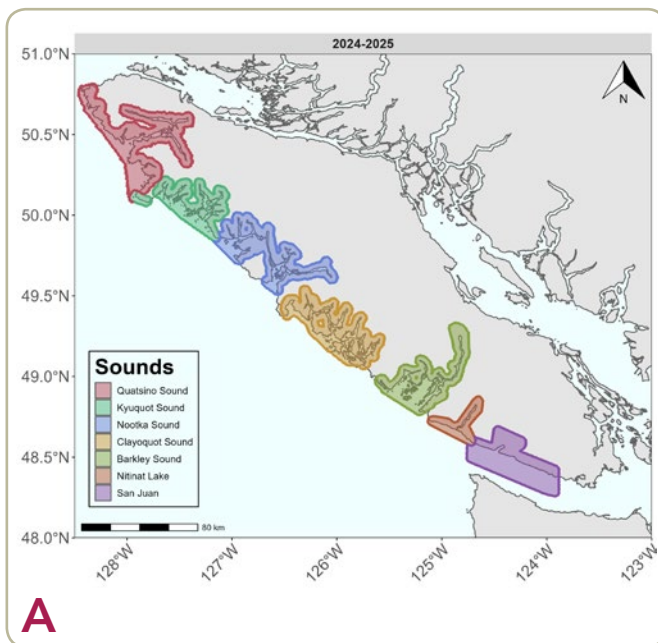 2024-2025
51.0°N
50.5°N
50.0°N
49.5°N
49.0°N
48.5°N
48.0°N
N
Sounds
Quatsino Sound
Kyuquot Sound
Nootka Sound
Clayoquot Sound
Barkley Sound
Nitinat Lake
San Juan
80 km
128°W
127°W
126°W
125°W
124°W
123°W
A